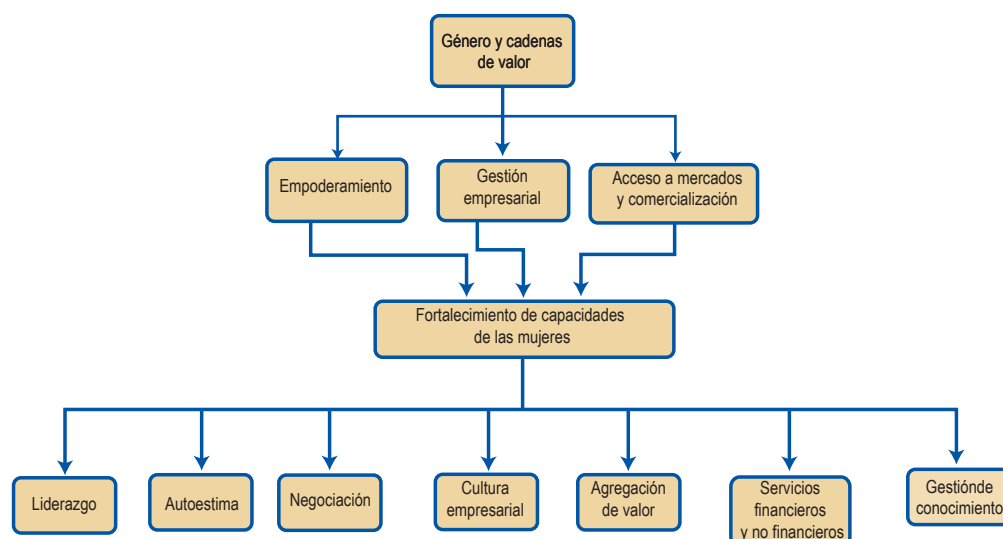 Género y cadenas
de valor
Empoderamiento
Gestión
empresarial
Acceso a mercados
y comercialización
Fortalecimiento de capacidades
de las mujeres
Liderazgo
Autoestima
Negociación
Cultura
empresarial
Agregación
de valor
Servicios
financieros
y no financieros
Gestiónde
conocimiento